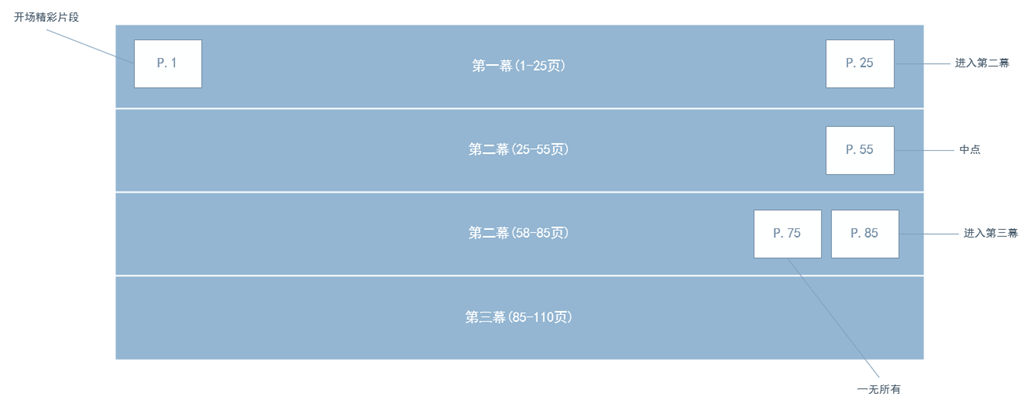 开场精彩片段
P.1
第一幕(1-25页)
P.25
进入第二幕
第二幕(25-55页)
P.55
中点
第二幕(58-85页)
P.75
P.85
进入第三幕
第三幕(85-110页)
一无所有